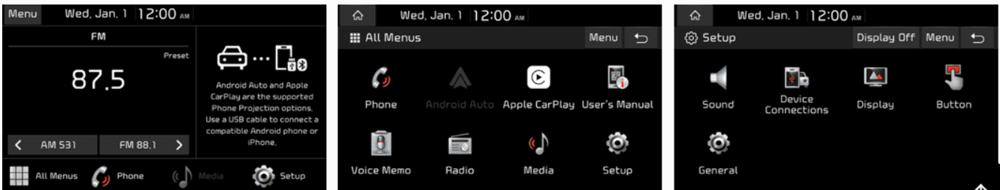 Menu Wed, Jan. 1 12:00 AM
FM
Preset
87.5
Android Auto and Apple
CarPlay are the supported
Phone Projection options.
Use a USB cable to connect a
compatible Android phone or
iPhone.
AM 531 FM 88.1
All Menus Phone Media Setup
Wed, Jan. 1 12:00 AM
All Menus Menu
Phone Android Auto Apple CarPlay User's Manual
Voice Memo Radio Media Setup
Wed, Jan. 1 12:00 AM
Setup Display Off Menu
Sound Device Connections Display Button
General